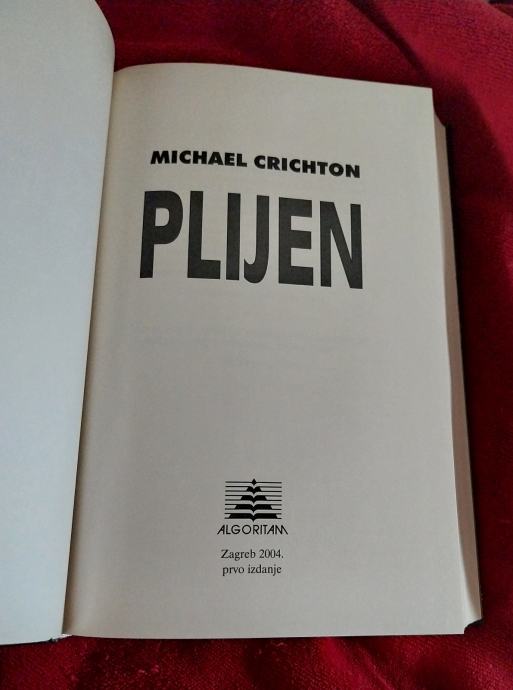 MICHAEL CRICHTON
PLIJEN
ALGORITAM
Zagreb 2004.
prvo izdanje